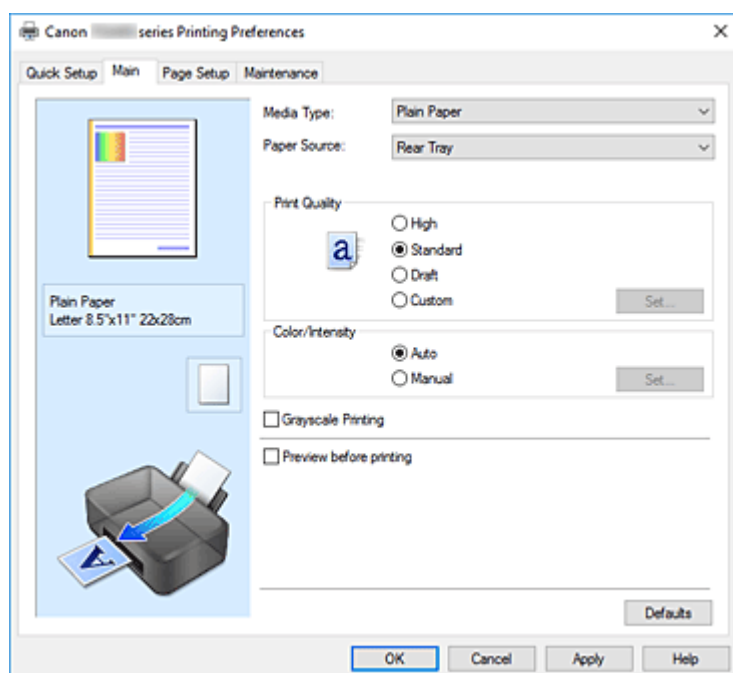 Canon series Printing Preferences
Quick Setup Main Page Setup Maintenance
Media Type: Plain Paper
Paper Source: Rear Tray
Print Quality
High
a
Standard
Draft
Custom Set...
Plain Paper
Letter 8.5"x11" 22x28cm
Color/Intensity
Auto
Manual Set...
Grayscale Printing
Preview before printing
A
Defaults
OK Cancel Apply Help